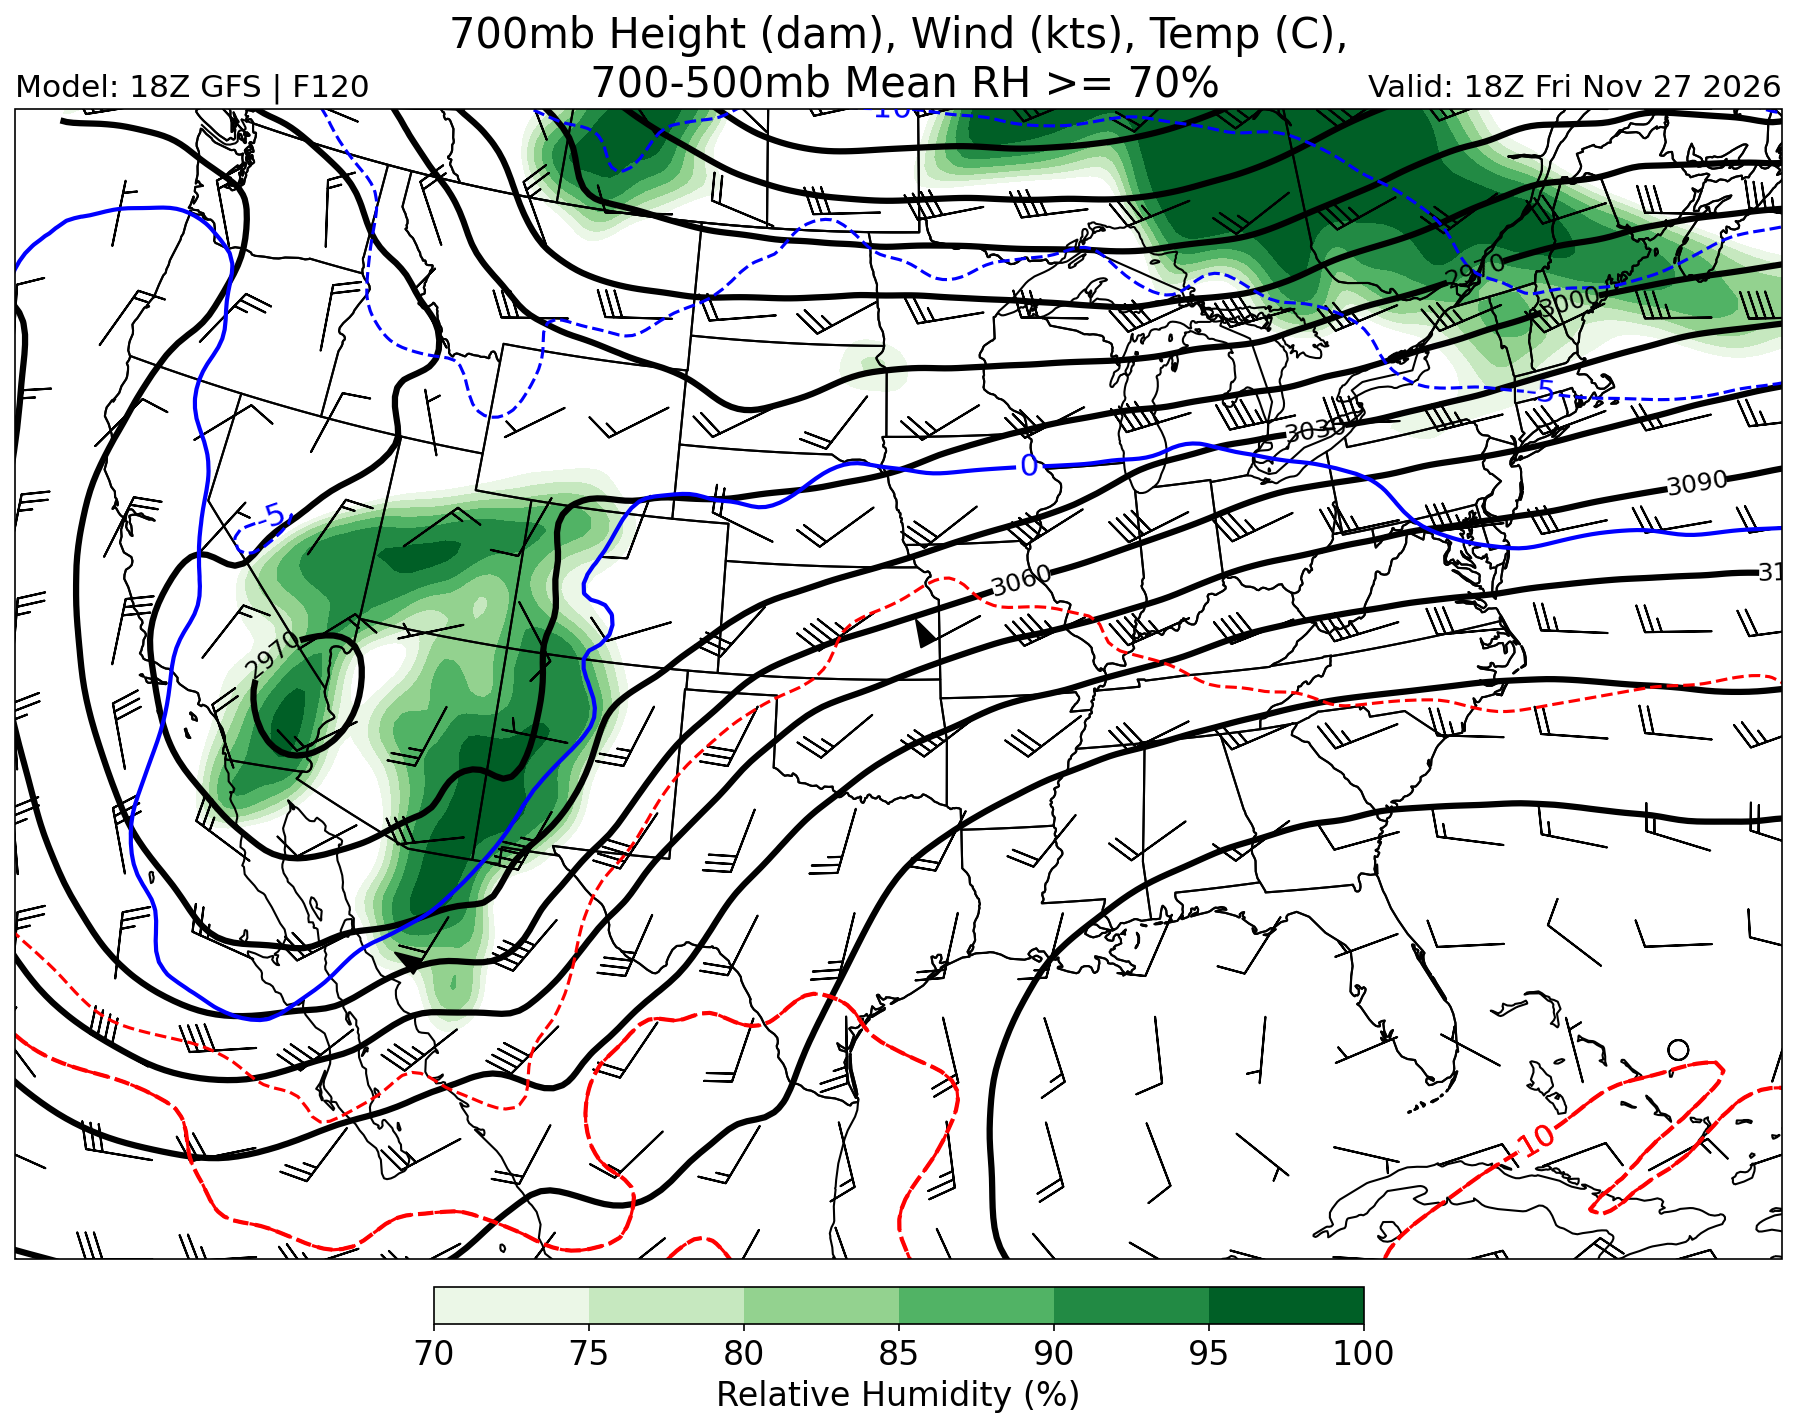 700mb Height (dam), Wind (kts), Temp (C),
700-500mb Mean RH >= 70%
Model: 18Z GFS | F120
Valid: 18Z Fri Nov 27 2026
2970
3000
-5
3030
0
3090
-5
3060
2970
10
70 75 80 85 90 95 100
Relative Humidity (%)